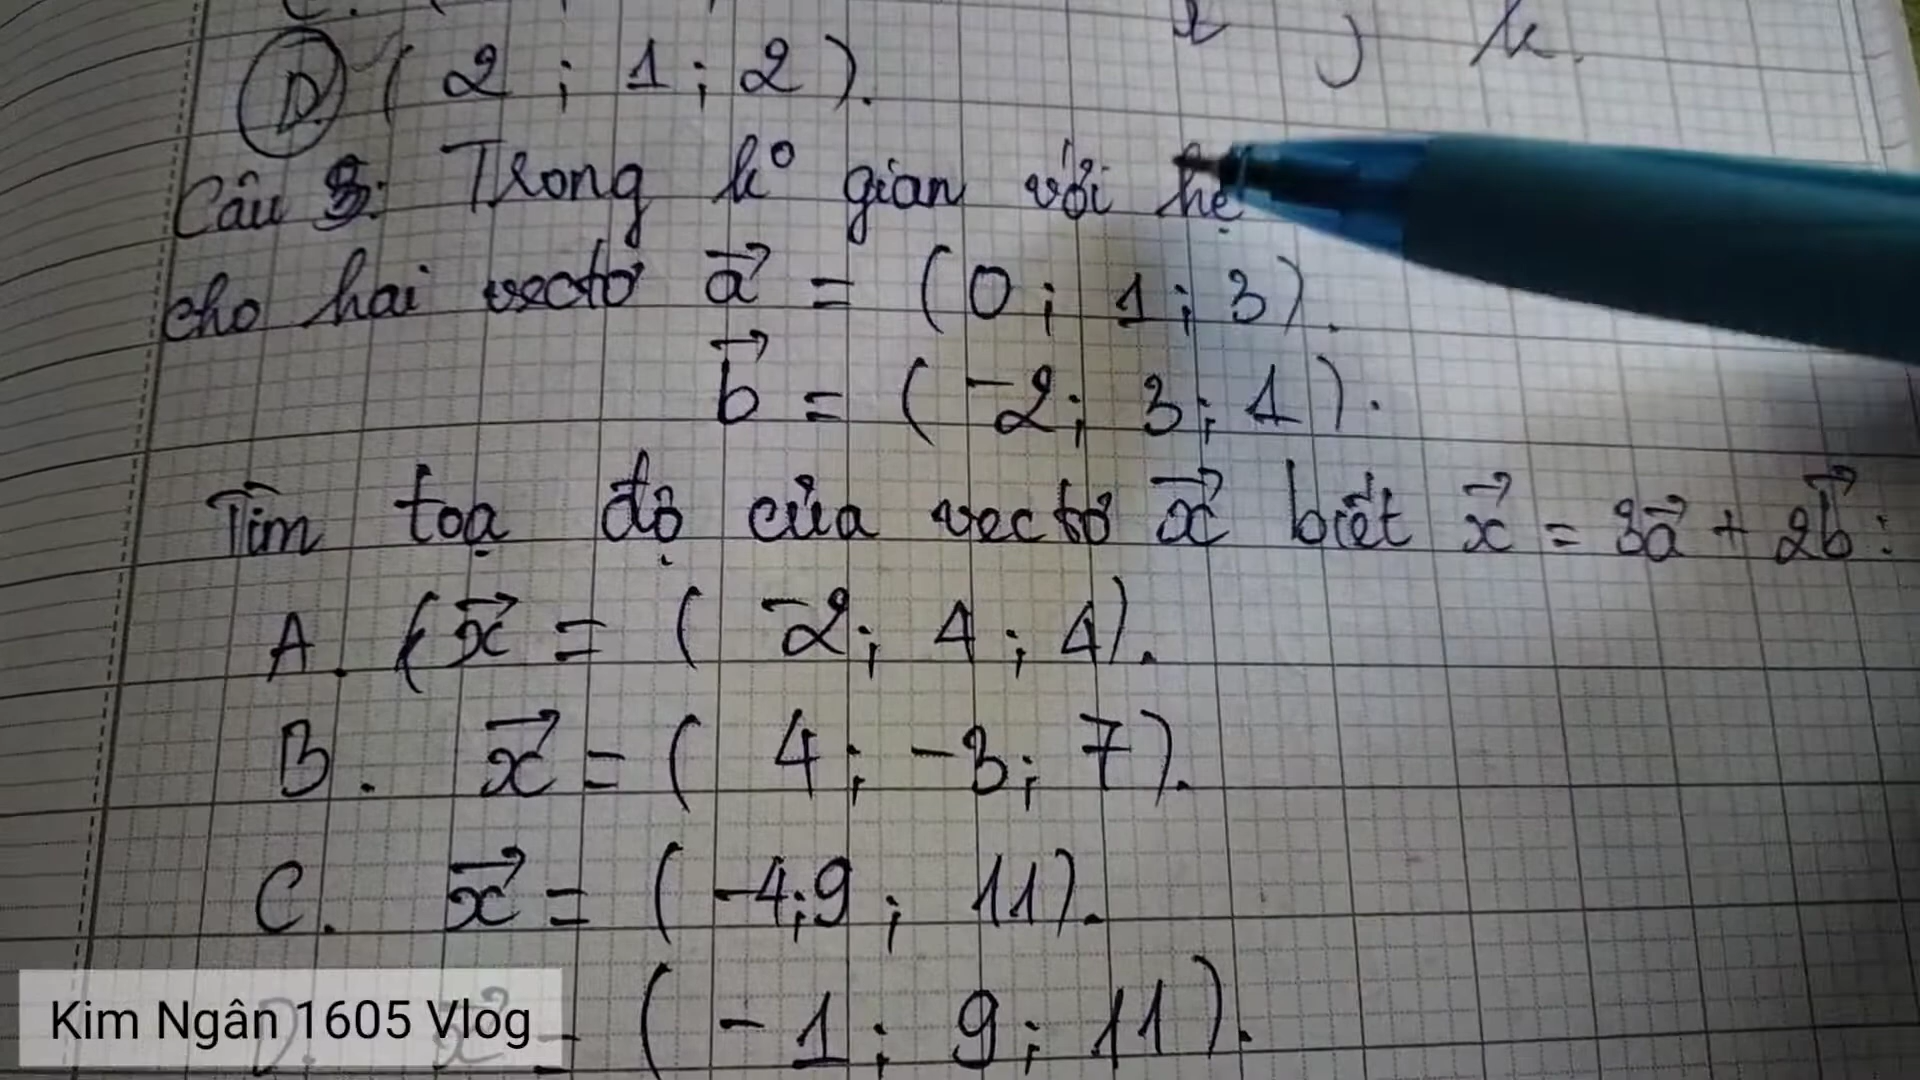 D. (2 ; 1 ; 2).
k.
Câu 3: Trong k° gian với hệ
cho hai vectơ a⃗ = (0 ; 1 ; 3).
b⃗ = (-2 ; 3 ; 1).
Tìm toạ độ của vectơ x⃗ biết x⃗ = 3a⃗ + 2b⃗ :
A. (x⃗ = (-2 ; 4 ; 4).
B. x⃗ = (4 ; -3 ; 7).
C. x⃗ = (-4 ; 9 ; 11).
D. x⃗ = (-1 ; 9 ; 11).
Kim Ngân 1605 Vlog